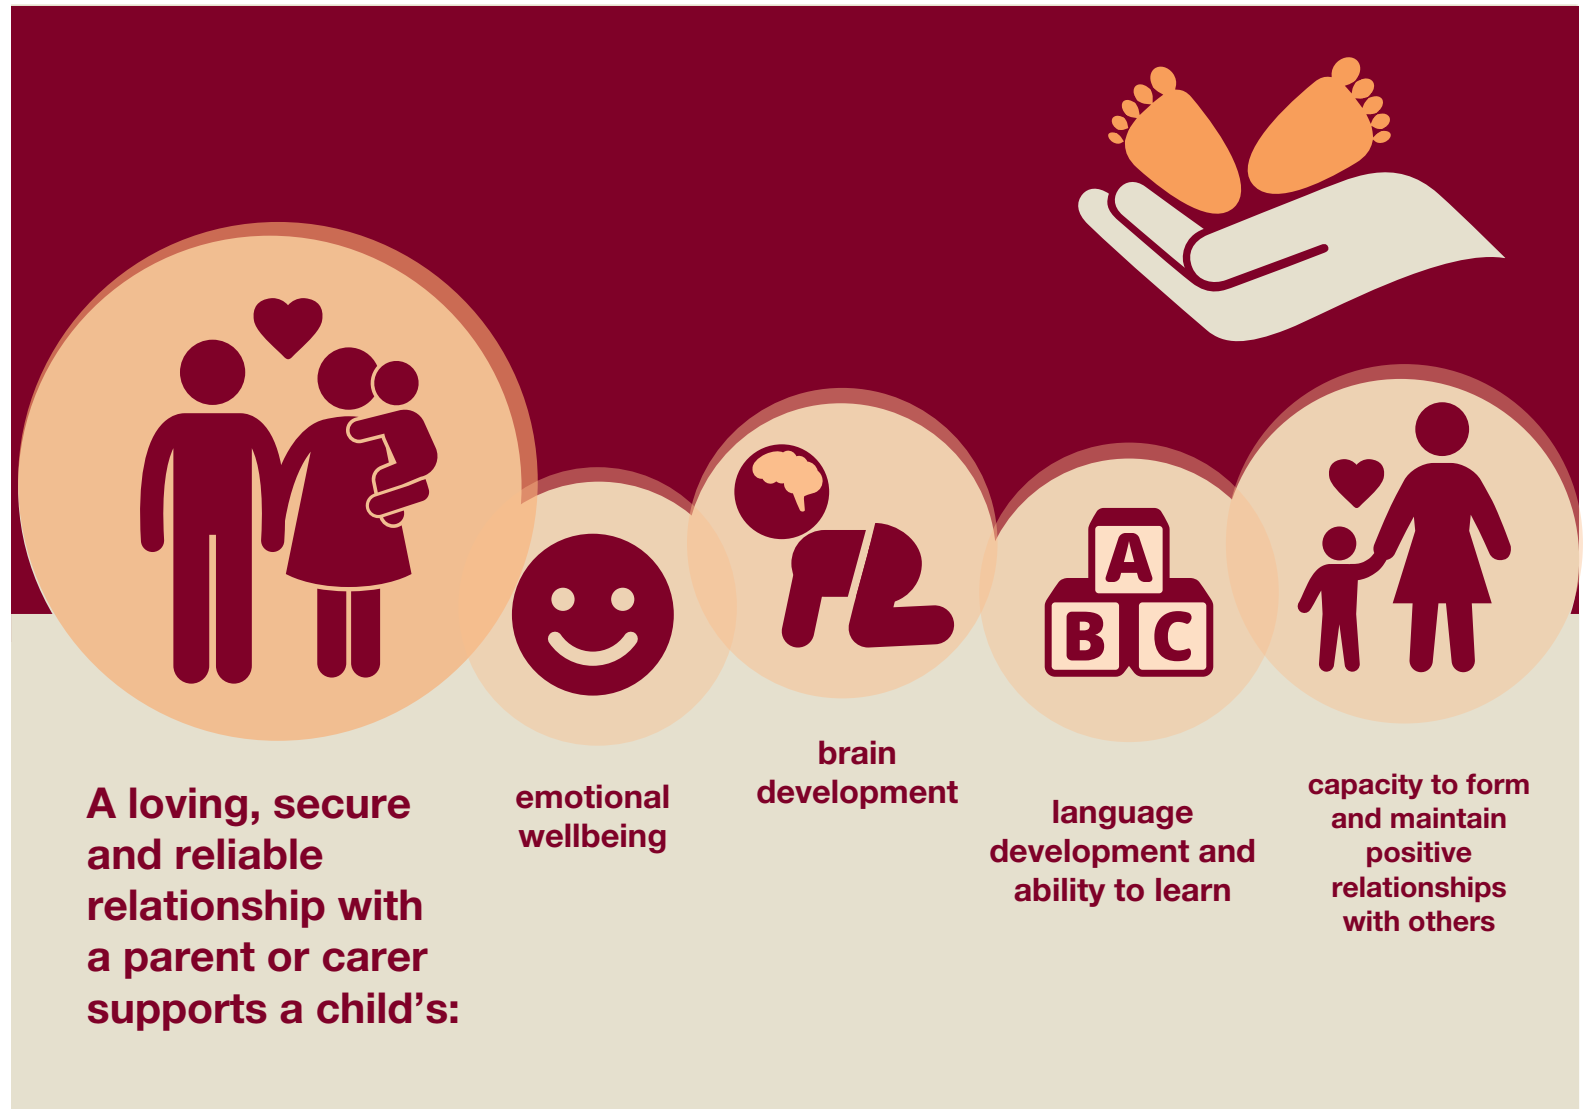 A
B C
A loving, secure
and reliable
relationship with
a parent or carer
supports a child's:
emotional
wellbeing
brain
development
language
development and
ability to learn
capacity to form
and maintain
positive
relationships
with others